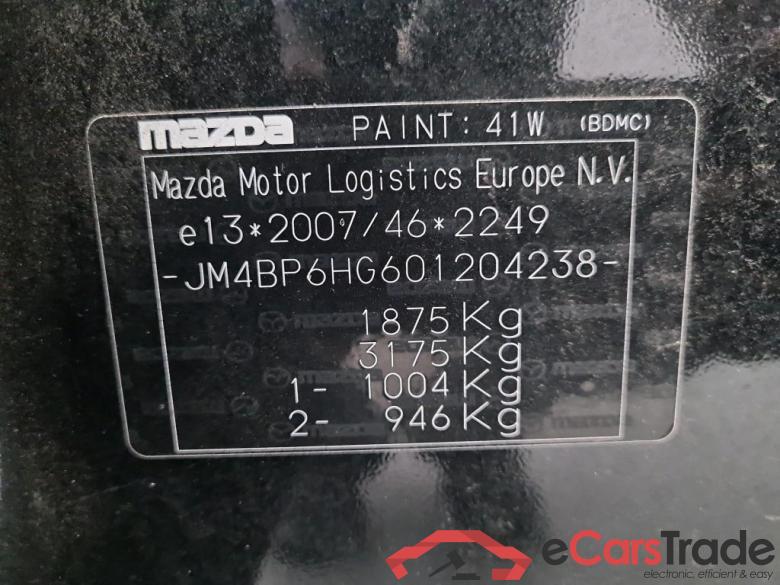 mazda PAINT: 41W (BDMC)
Mazda Motor Logistics Europe N.V.
e13*2007/46*2249
-JM4BP6HG601204238-
1875 Kg
3175 Kg
1- 1004 Kg
2- 946 Kg
eCarsTrade
electronic, efficient & easy